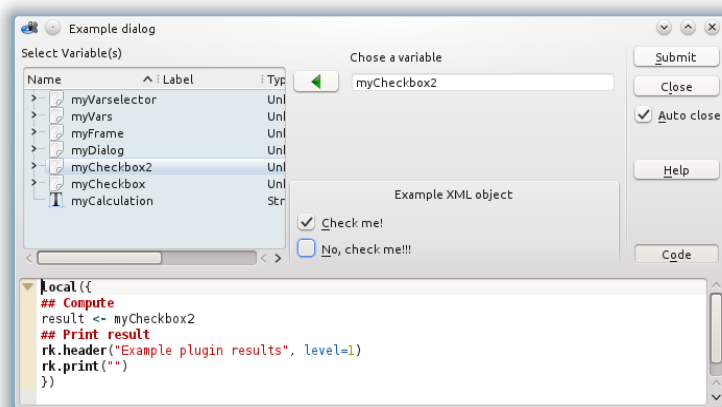 Example dialog
Select Variable(s)
Name Label Typ
myVarselector Unl
myVars Unl
myFrame Unl
myDialog Unl
myCheckbox2 Unl
myCheckbox Unl
myCalculation Str
Chose a variable
myCheckbox2
Example XML object
Check me!
No, check me!!!
Submit
Close
Auto close
Help
Code
local({
## Compute
result <- myCheckbox2
## Print result
rk.header("Example plugin results", level=1)
rk.print("")
})